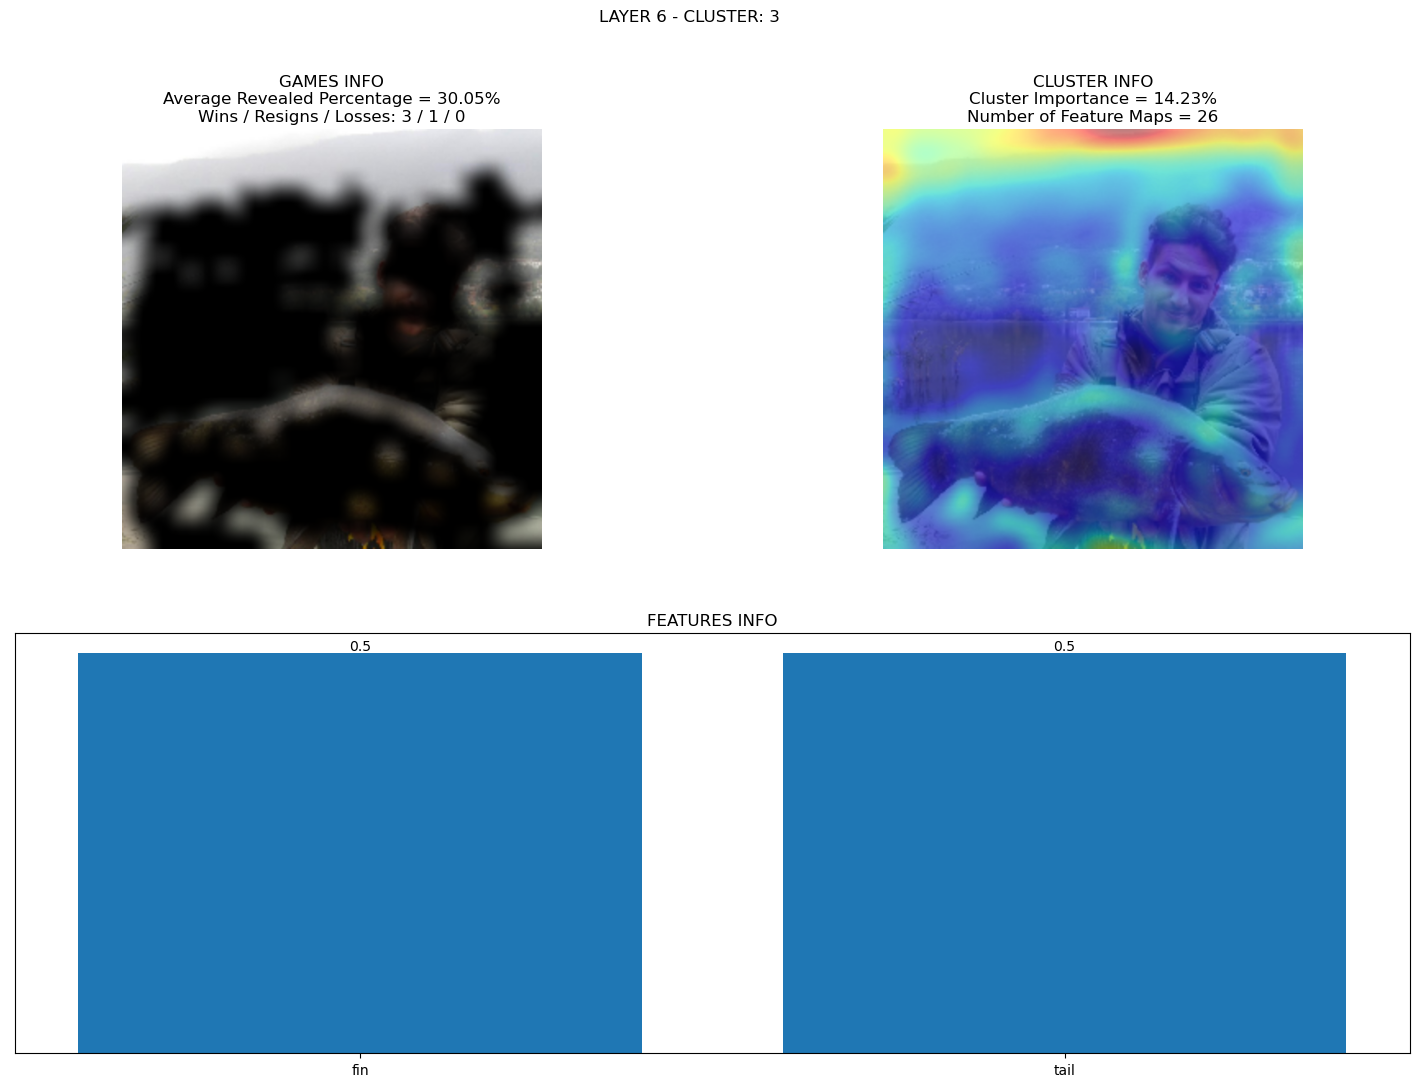 LAYER 6 - CLUSTER: 3
GAMES INFO
Average Revealed Percentage = 30.05%
Wins / Resigns / Losses: 3 / 1 / 0
CLUSTER INFO
Cluster Importance = 14.23%
Number of Feature Maps = 26
FEATURES INFO
0.5
0.5
fin
tail